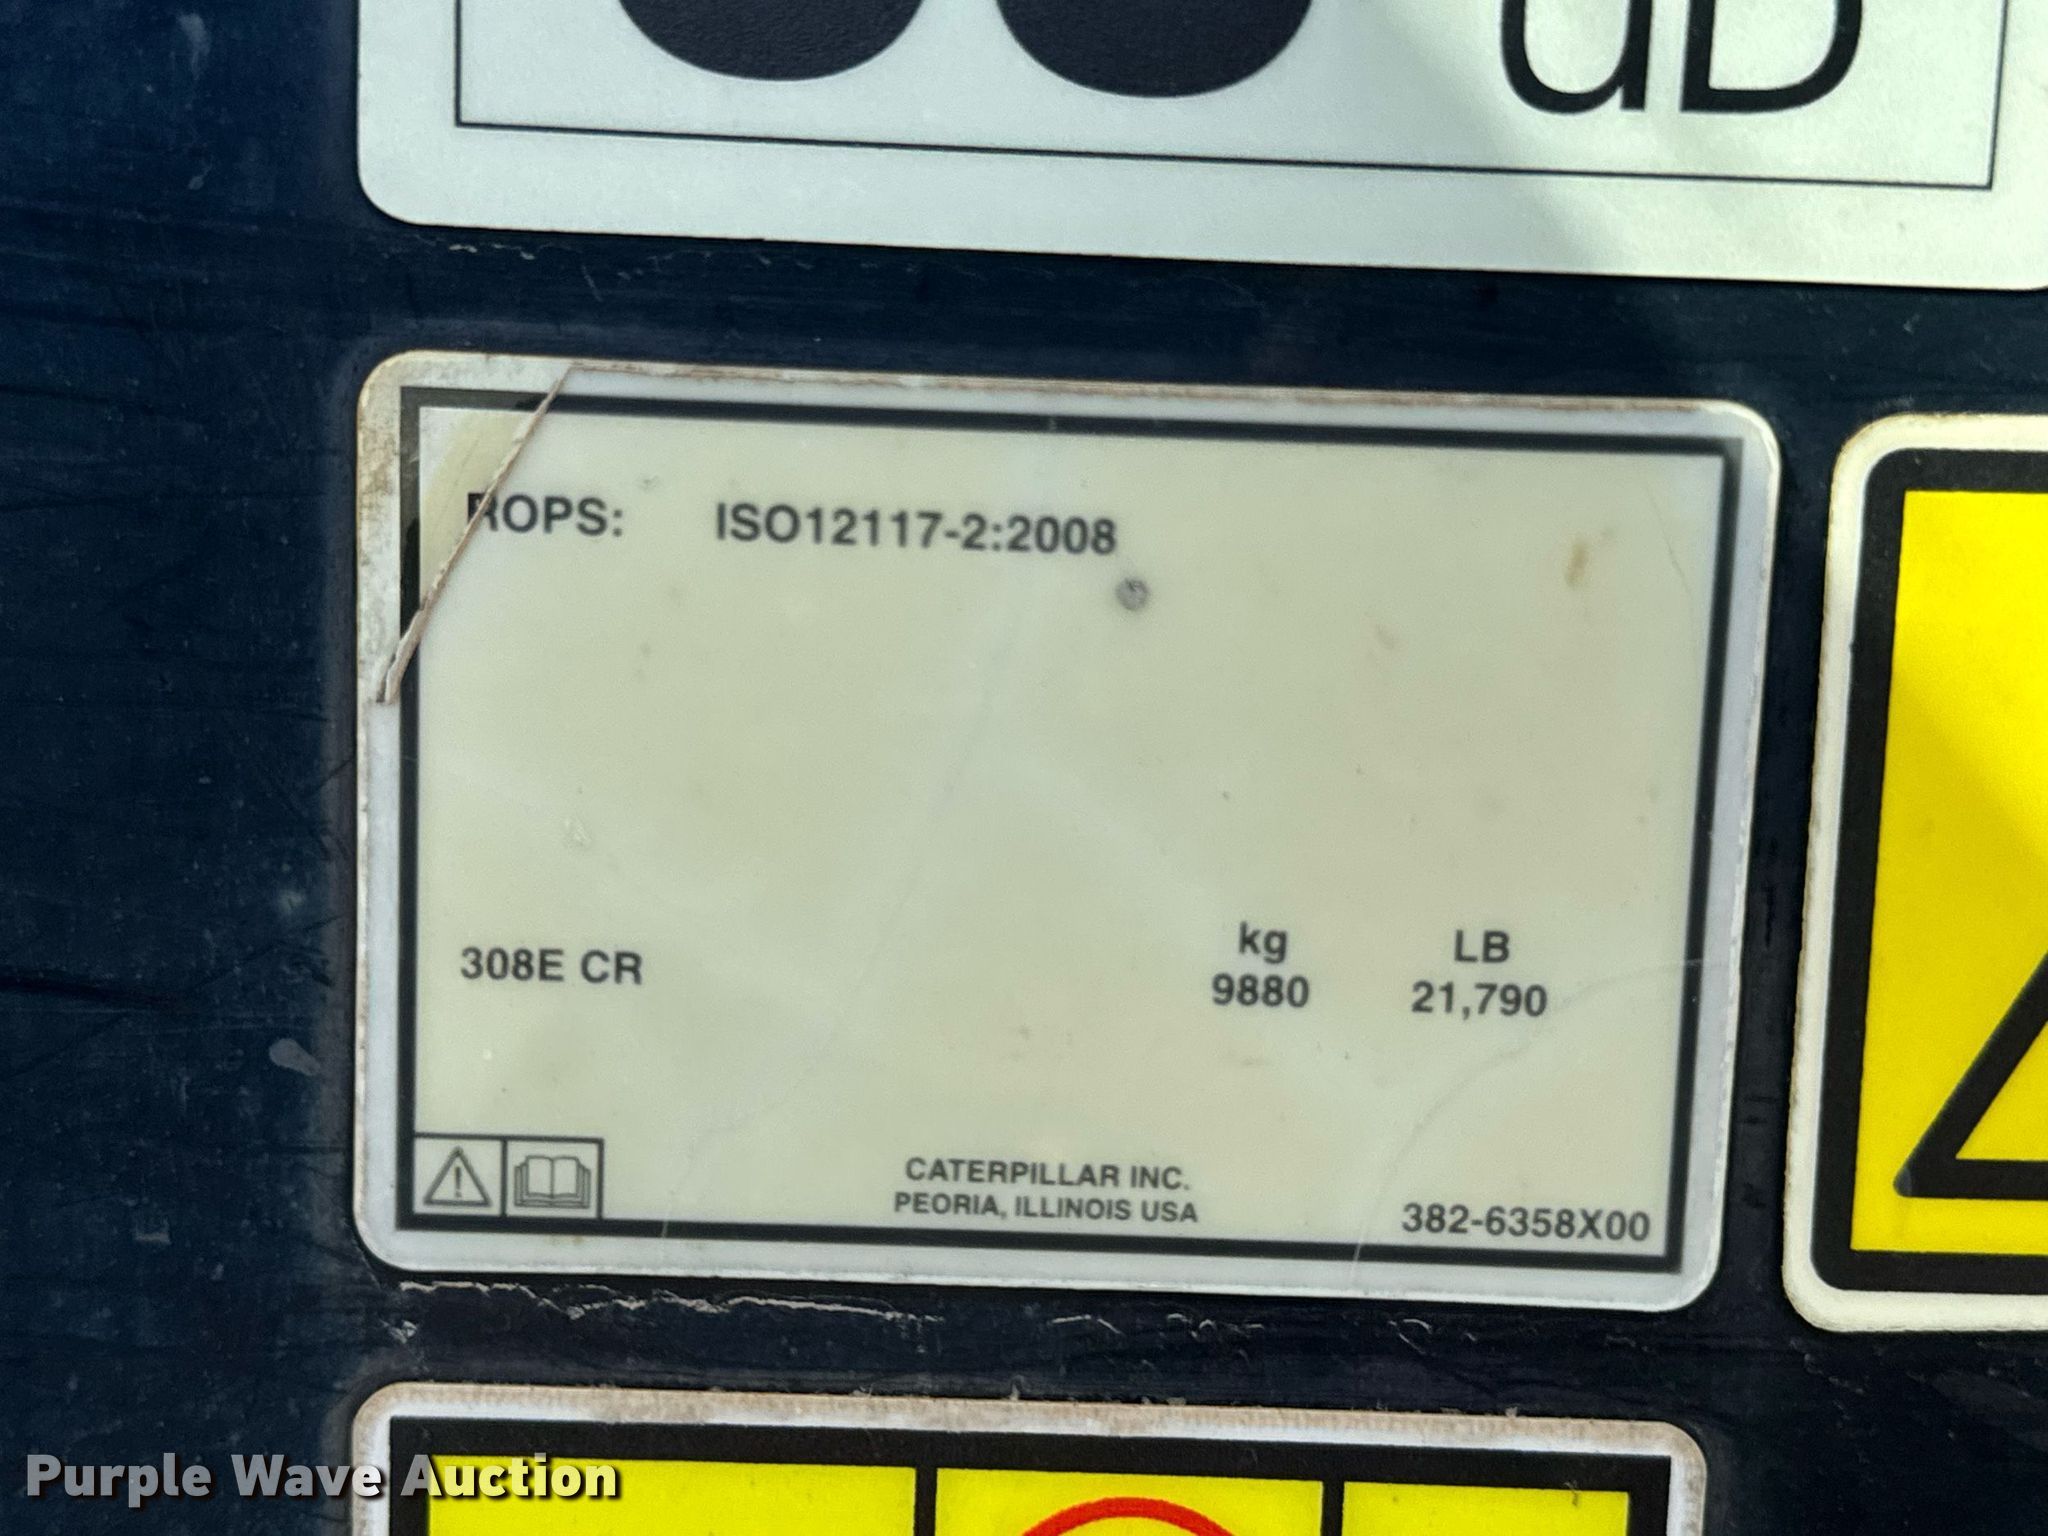 dB
ROPS: ISO12117-2:2008
kg LB
308E CR 9880 21,790
CATERPILLAR INC.
PEORIA, ILLINOIS USA
382-6358X00
Purple Wave Auction